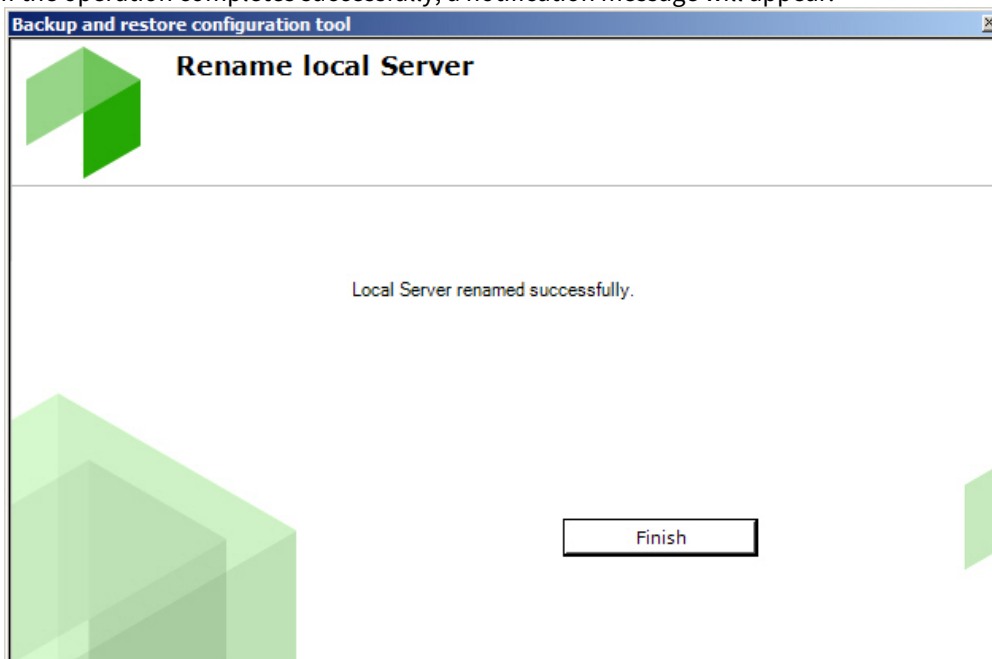 the operation completes successfully, a notification message will appear.
Backup and restore configuration tool
Rename local Server
Local Server renamed successfully.
Finish